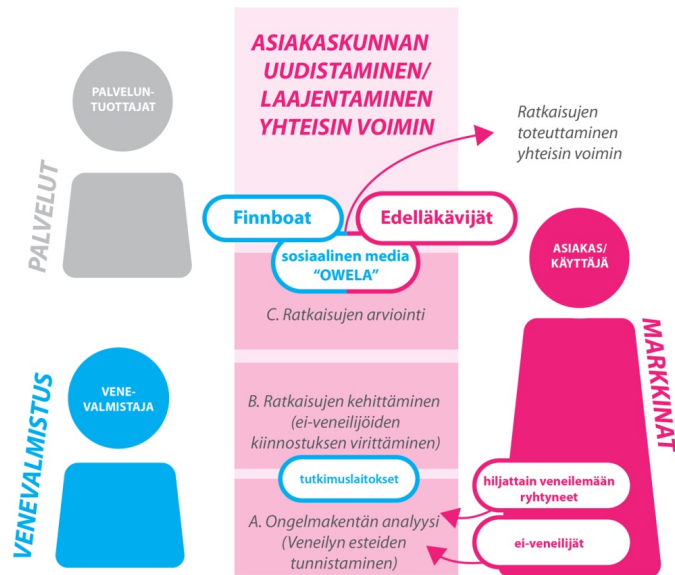 ASIAKASKUNNAN
UUDISTAMINEN/
LAAJENTAMINEN
YHTEISIN VOIMIN
PALVELUN-
TUOTTAJAT
PALVELUT
Ratkaisujen
toteuttaminen
yhteisin voimin
Finnboat
Edelläkävijät
sosiaalinen media
“OWELA”
ASIAKAS/
KÄYTTÄJÄ
C. Ratkaisujen arviointi
MARKKINAT
VENE-
VALMISTAJA
VENEVALMISTUS
B. Ratkaisujen kehittäminen
(ei-veneilijöiden
kiinnostuksen virittäminen)
tutkimuslaitokset
hiljattain veneilemään
ryhtyneet
A. Ongelmakentän analyysi
(Veneilyn esteiden
tunnistaminen)
ei-veneilijät